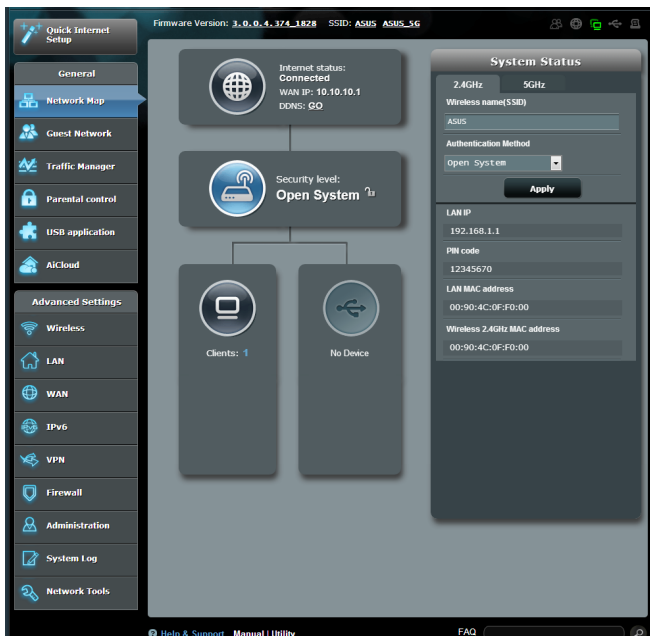 Quick Internet
Setup
Firmware Version: 3.0.0.4.374_1828 SSID: ASUS ASUS_5G
General
Network Map
Guest Network
Traffic Manager
Parental control
USB application
AiCloud
Advanced Settings
Wireless
LAN
WAN
IPv6
VPN
Firewall
Administration
System Log
Network Tools
Internet status:
Connected
WAN IP: 10.10.10.1
DDNS: GO
Security level:
Open System
Clients: 1
No Device
System Status
2.4GHz 5GHz
Wireless name(SSID)
ASUS
Authentication Method
Open System
Apply
LAN IP
192.168.1.1
PIN code
12345670
LAN MAC address
00:90:4C:0F:F0:00
Wireless 2.4GHz MAC address
00:90:4C:0F:F0:00
Help & Support Manual | Utility FAQ